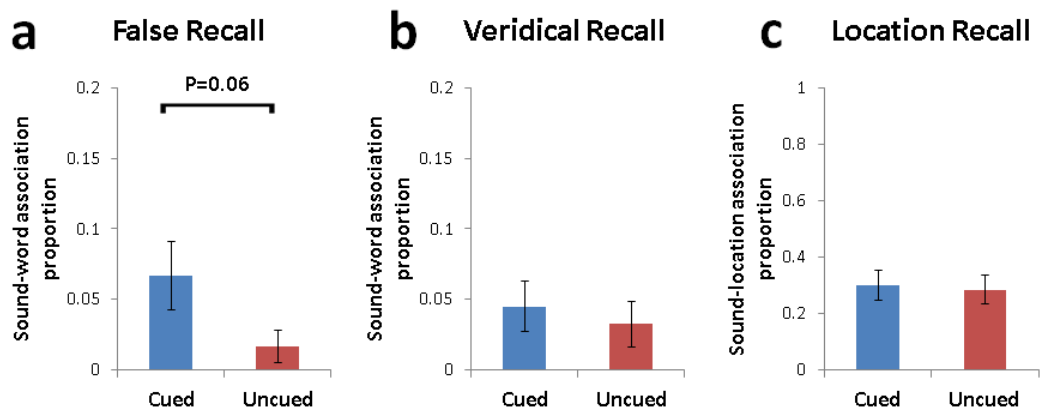 a
False Recall
P=0.06
Sound-word association
proportion
0.2
0.15
0.1
0.05
0
Cued
Uncued
b
Veridical Recall
Sound-word association
proportion
0.2
0.15
0.1
0.05
0
Cued
Uncued
c
Location Recall
Sound-location association
proportion
1
0.8
0.6
0.4
0.2
0
Cued
Uncued